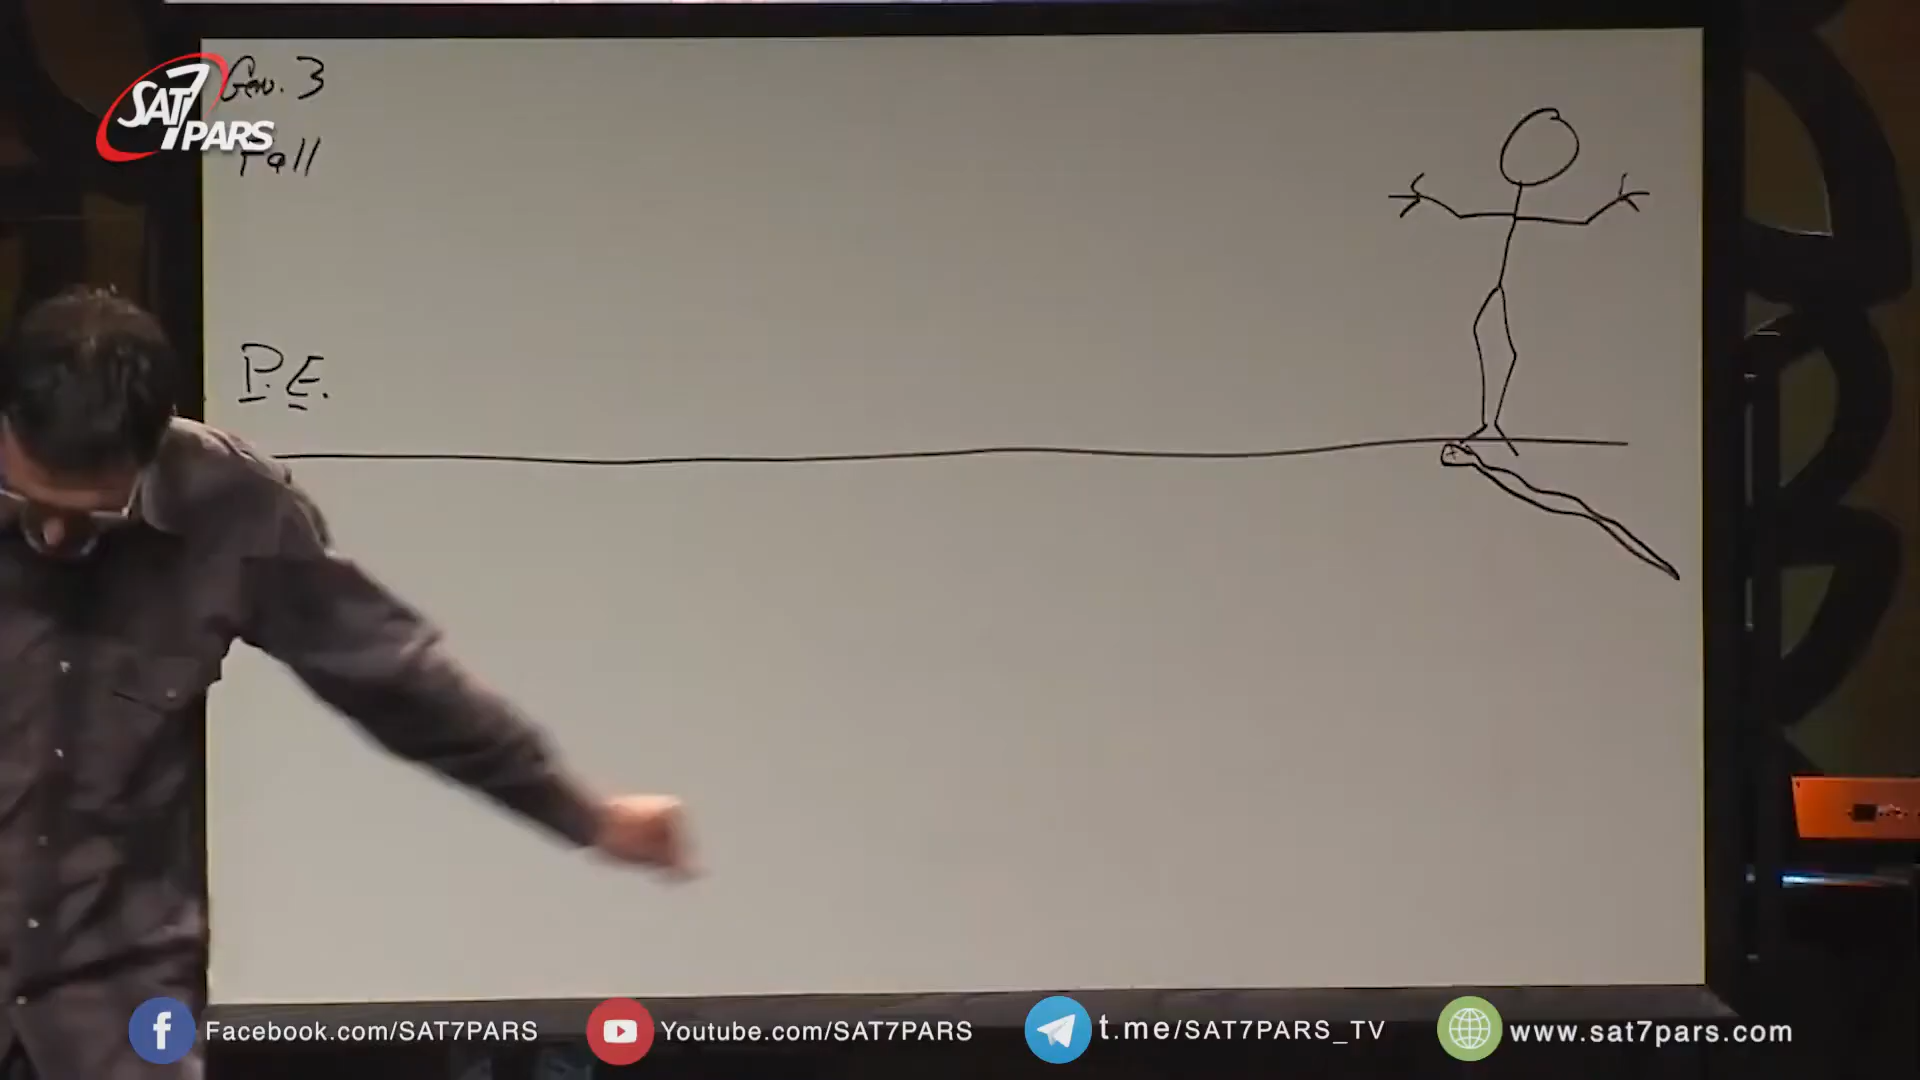 Gen. 3
SAT 7 PARS
Fall
P.E.
Facebook.com/SAT7PARS
Youtube.com/SAT7PARS
t.me/SAT7PARS_TV
www.sat7pars.com